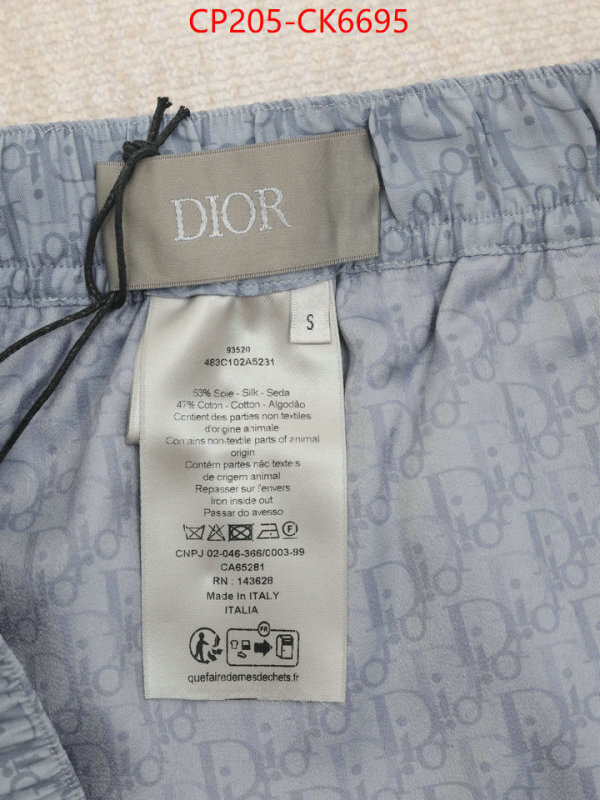 CP205-CK6695
DIOR
S
93520
483C102A5231
53% Soie - Silk - Seda
47% Coton - Cotton - Algodão
Contient des parties non textiles
d'origine animale
Contains non-textile parts of animal
origin
Contém partes não texteis
de origem animal
Repasser sur l'envers
Iron inside out
Passar do avesso
CNPJ 02-046-366/0003-99
CA65281
RN : 143628
Made In ITALY
ITALIA
FR
quefairedemesdechets.fr